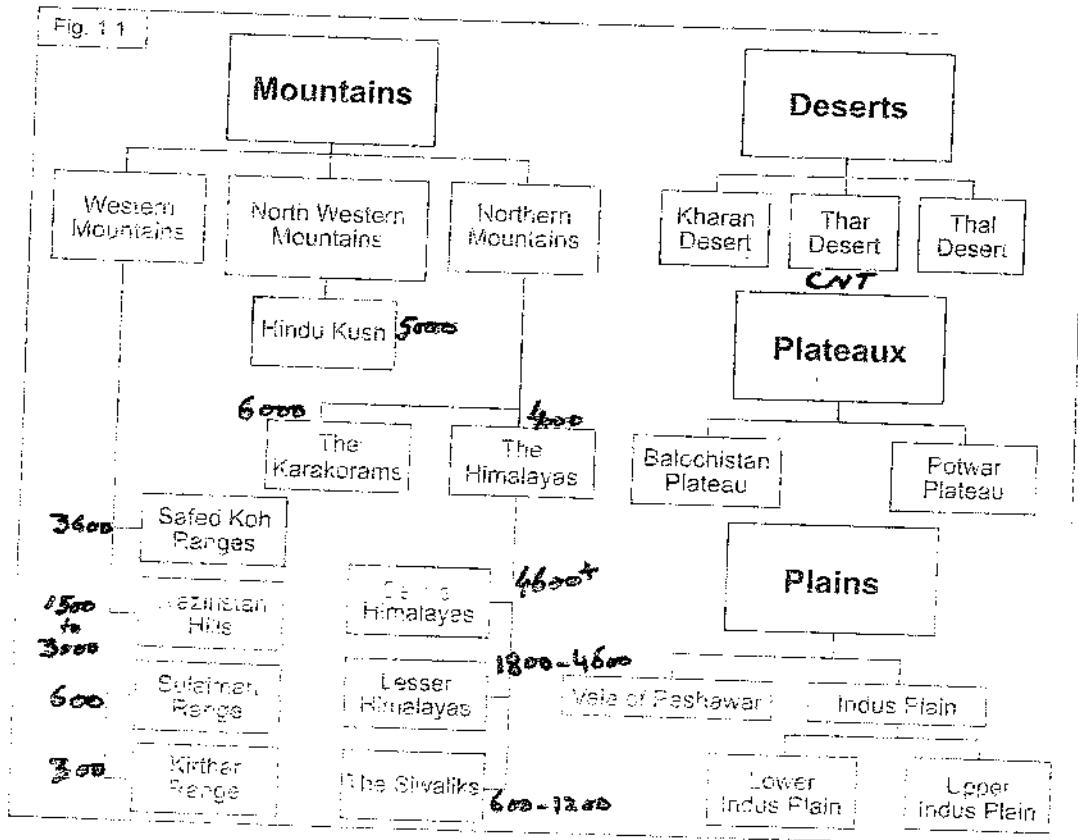 Fig. 1.1
Mountains
Western
Mountains
North Western
Mountains
Northern
Mountains
Hindu Kush
5000
6000
The
Karakorams
4000
The
Himalayas
3600
Safed Koh
Ranges
1500
to
3000
Hills
600
Sulaiman
Range
300
Kirthar
Range
4600+
Himalayas
1800-4600
Lesser
Himalayas
The Siwaliks
600-1200
Deserts
Kharan
Desert
Thar
Desert
Thal
Desert
CNT
Plateaux
Balochistan
Plateau
Potwar
Plateau
Plains
Vale of Peshawar
Indus Plain
Lower
Indus Plain
Upper
Indus Plain